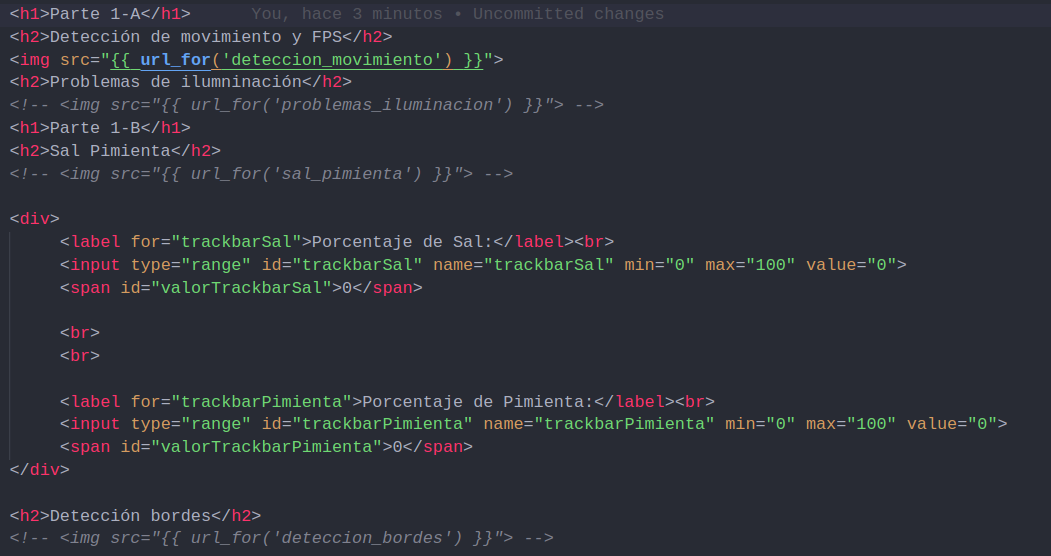 <h1>Parte 1-A</h1>      You, hace 3 minutos • Uncommitted changes
<h2>Detección de movimiento y FPS</h2>
<img src="{{ url_for('deteccion_movimiento') }}">
<h2>Problemas de ilumninación</h2>
<!-- <img src="{{ url_for('problemas_iluminacion') }}"> -->
<h1>Parte 1-B</h1>
<h2>Sal Pimienta</h2>
<!-- <img src="{{ url_for('sal_pimienta') }}"> -->
<div>
<label for="trackbarSal">Porcentaje de Sal:</label><br>
<input type="range" id="trackbarSal" name="trackbarSal" min="0" max="100" value="0">
<span id="valorTrackbarSal">0</span>
<br>
<br>
<label for="trackbarPimienta">Porcentaje de Pimienta:</label><br>
<input type="range" id="trackbarPimienta" name="trackbarPimienta" min="0" max="100" value="0">
<span id="valorTrackbarPimienta">0</span>
</div>
<h2>Detección bordes</h2>
<!-- <img src="{{ url_for('deteccion_bordes') }}"> -->